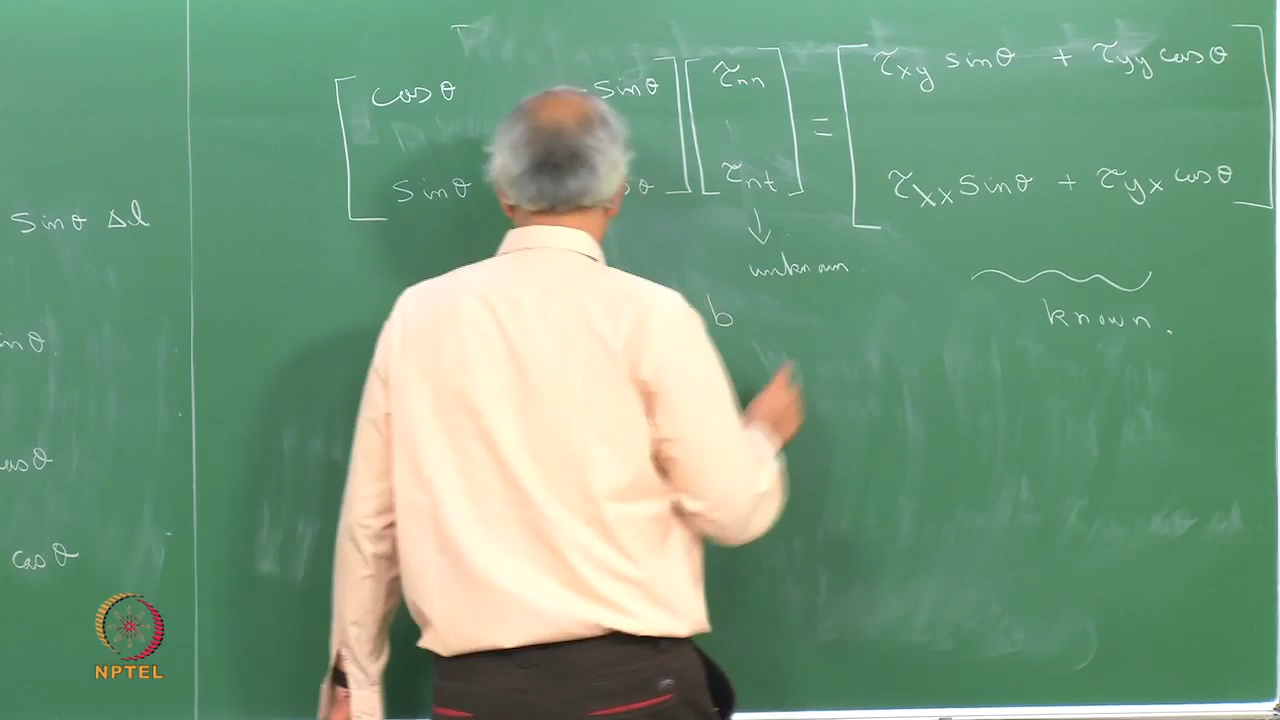 cosθ -sinθ τnn = τxy sinθ + τyy cosθ
sinθ τnt τxx sinθ + τyx cosθ
↓
unknown
known.
b
sinθ Δl
cosθ
NPTEL